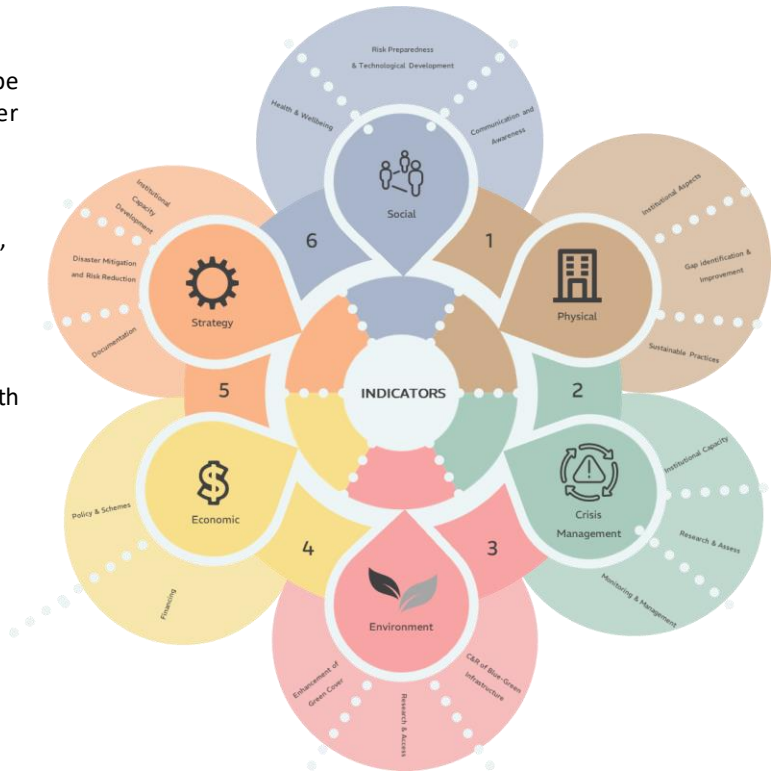 be
er
,
th
Risk Preparedness
& Technological Development
Health & Wellbeing
Communication and
Awareness
Social
6
1
Institutional Aspects
Gap identification &
Improvement
Sustainable Practices
Physical
Institutional
Capacity
Development
Disaster Mitigation
and Risk Reduction
Documentation
Strategy
INDICATORS
5
2
Institutional Capacity
Research & Assess
Monitoring & Management
Crisis
Management
Policy & Schemes
Financing
Economic
4
3
Environment
Enhancement of
Green Cover
Research & Access
C&R of Blue-Green
Infrastructure